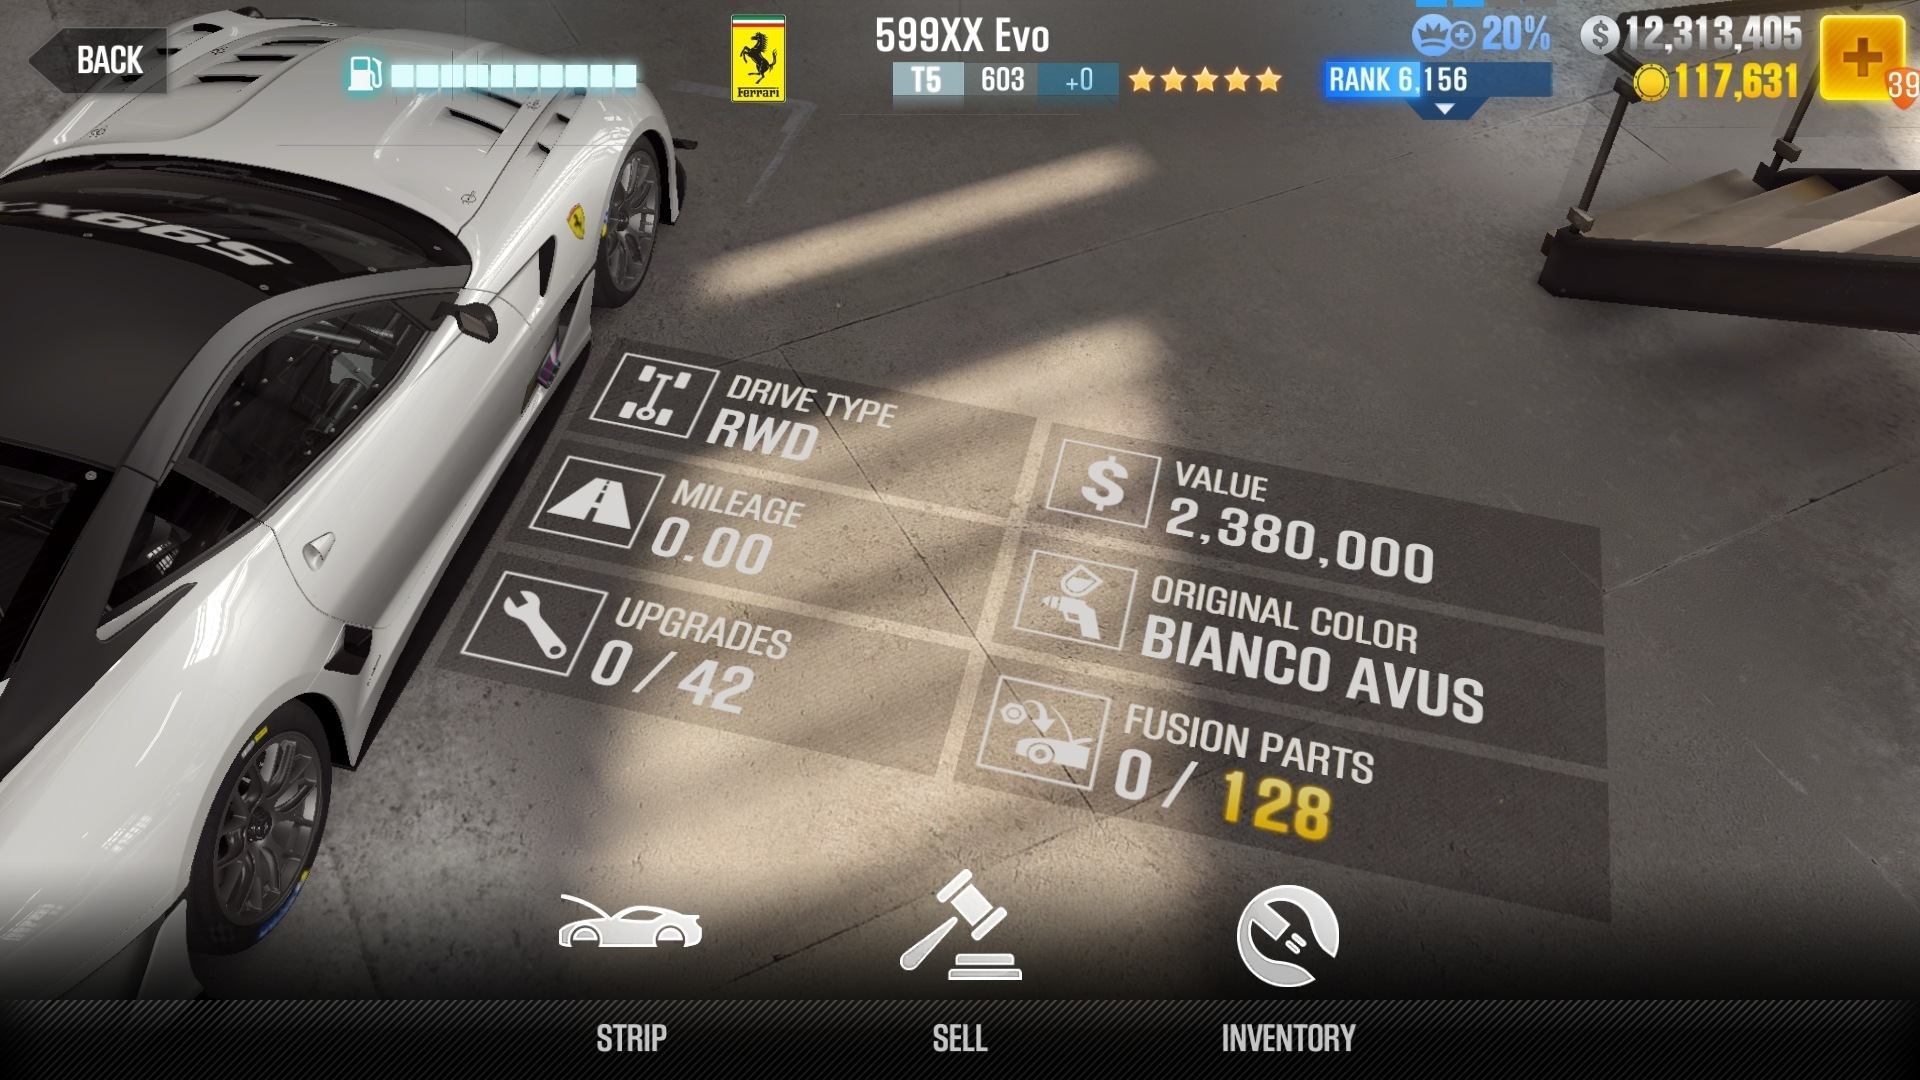 BACK
Ferrari
599XX Evo
T5 603 +0
20%
RANK 6,156
12,313,405
117,631
39
599XX
DRIVE TYPE
RWD
MILEAGE
0.00
UPGRADES
0 / 42
VALUE
2,380,000
ORIGINAL COLOR
BIANCO AVUS
FUSION PARTS
0 / 128
STRIP
SELL
INVENTORY